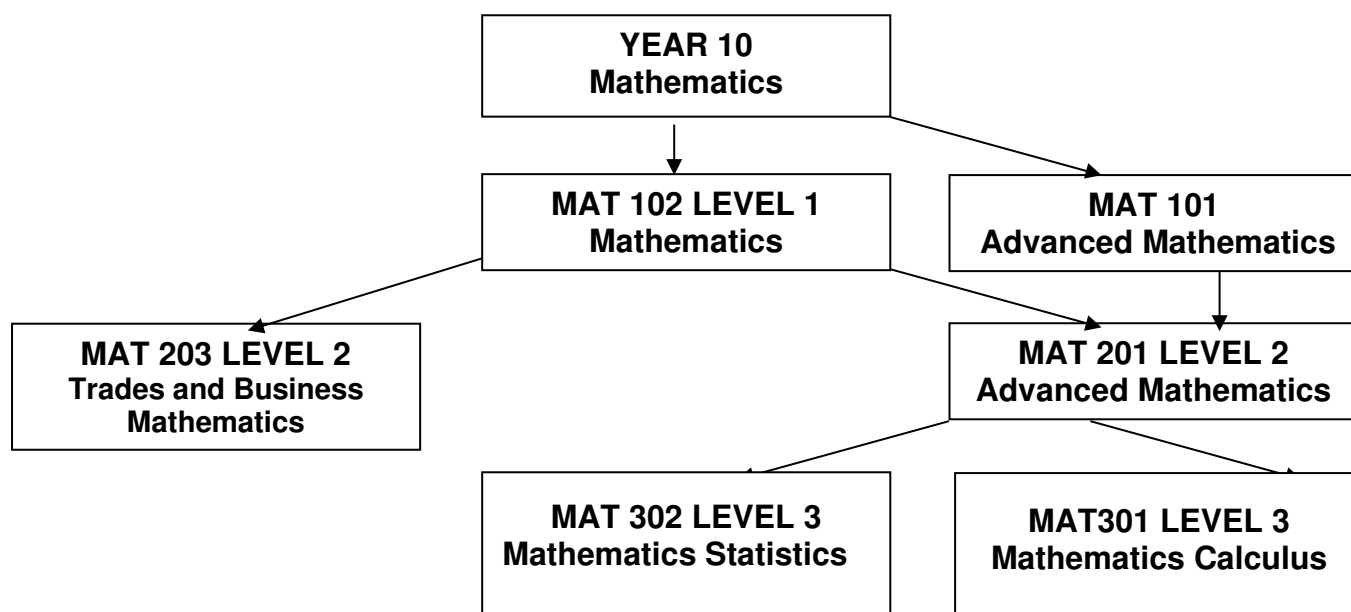 YEAR 10
Mathematics
MAT 102 LEVEL 1
Mathematics
MAT 101
Advanced Mathematics
MAT 203 LEVEL 2
Trades and Business
Mathematics
MAT 201 LEVEL 2
Advanced Mathematics
MAT 302 LEVEL 3
Mathematics Statistics
MAT301 LEVEL 3
Mathematics Calculus